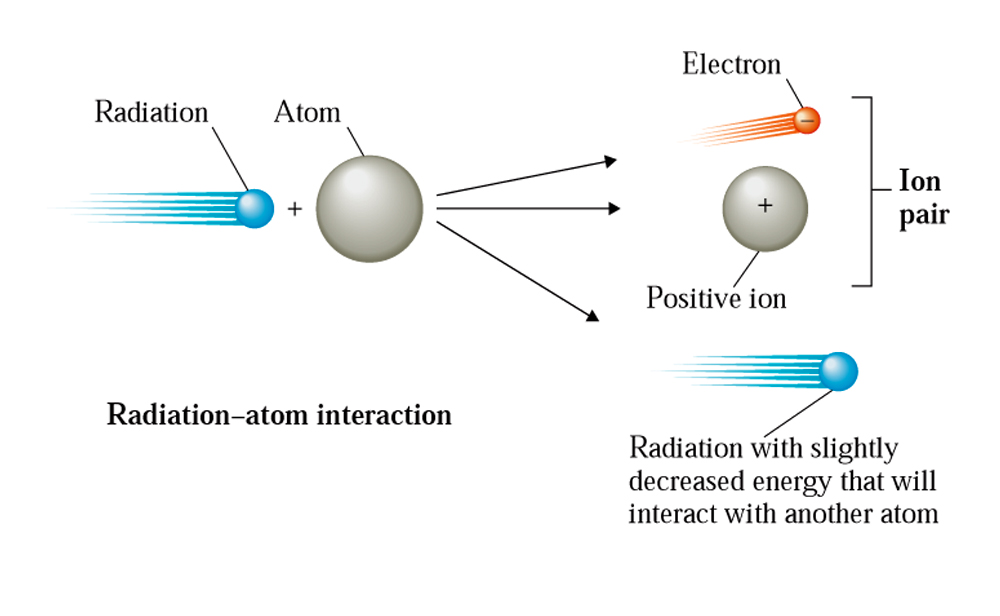 Radiation
Atom
+
Electron
−
+
Positive ion
Ion
pair
Radiation–atom interaction
Radiation with slightly
decreased energy that will
interact with another atom